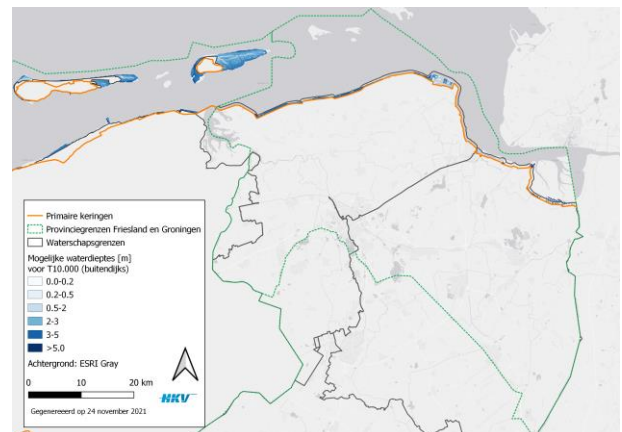 Primaire keringen
Provinciegrenzen Friesland en Groningen
Waterschapsgrenzen
Mogelijke waterdieptes [m]
voor T10.000 (buitendijks)
0.0-0.2
0.2-0.5
0.5-2
2-3
3-5
>5.0
Achtergrond: ESRI Gray
0 10 20 km
HKV
Gegenereerd op 24 november 2021